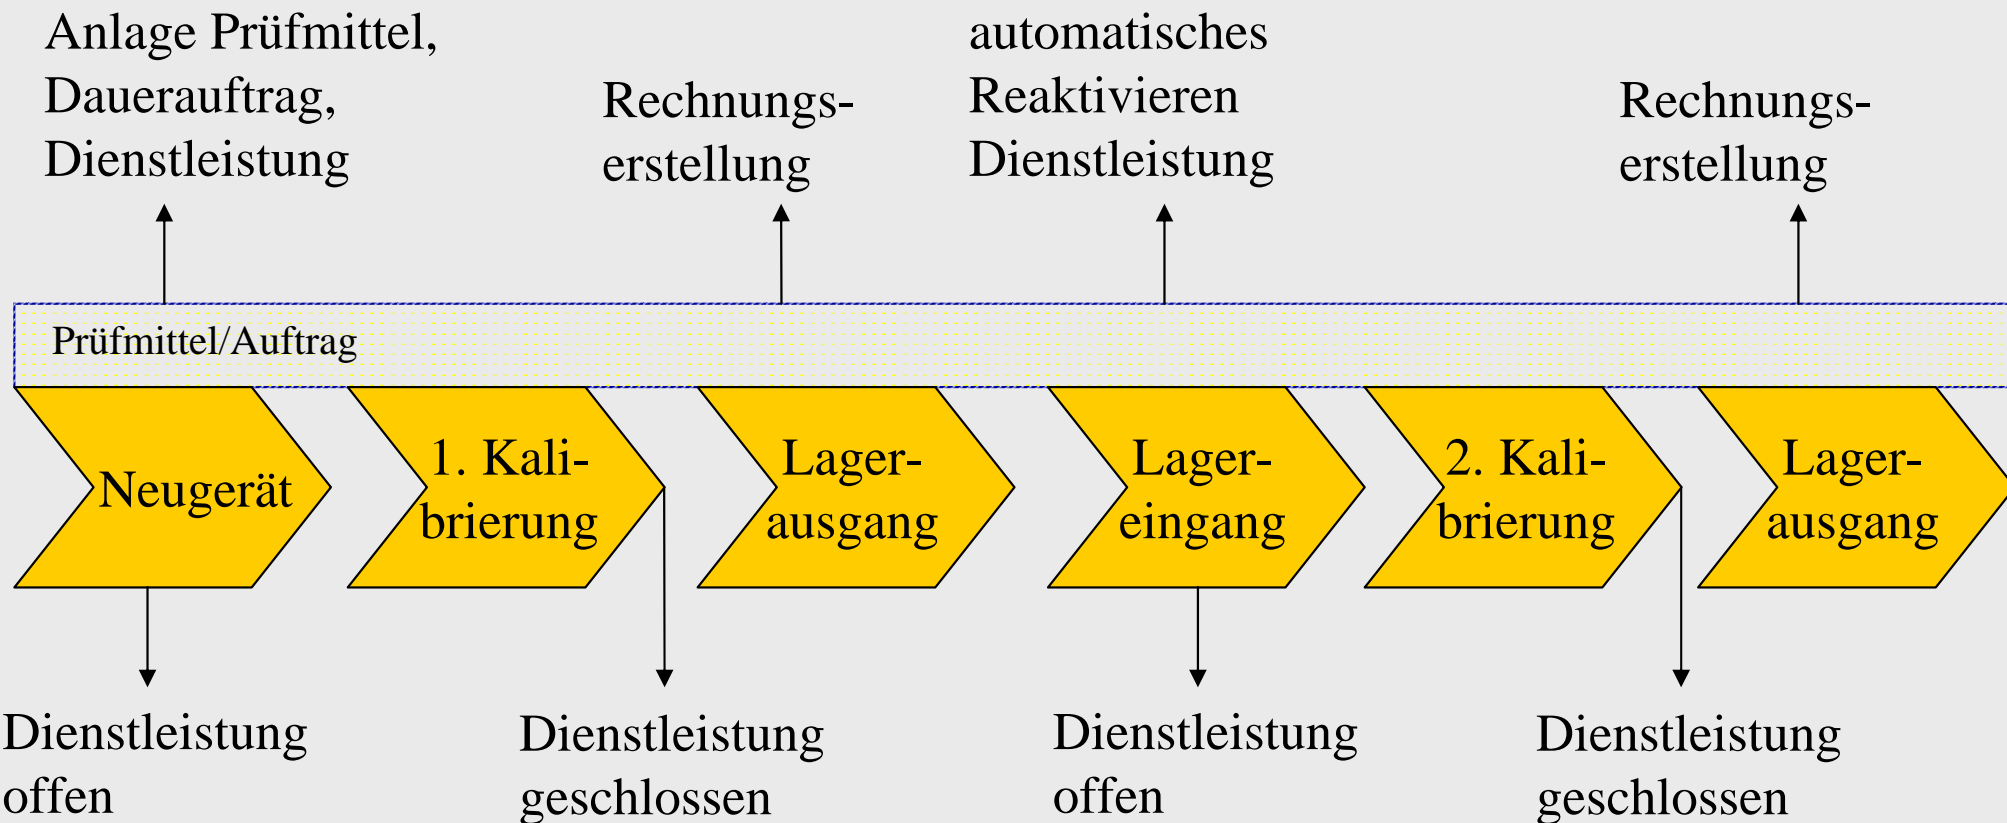 Anlage Prüfmittel,
Dauerauftrag,
Dienstleistung
Rechnungs-
erstellung
automatisches
Reaktivieren
Dienstleistung
Rechnungs-
erstellung
Prüfmittel/Auftrag
Neugerät
1. Kali-
brierung
Lager-
ausgang
Lager-
eingang
2. Kali-
brierung
Lager-
ausgang
Dienstleistung
offen
Dienstleistung
geschlossen
Dienstleistung
offen
Dienstleistung
geschlossen